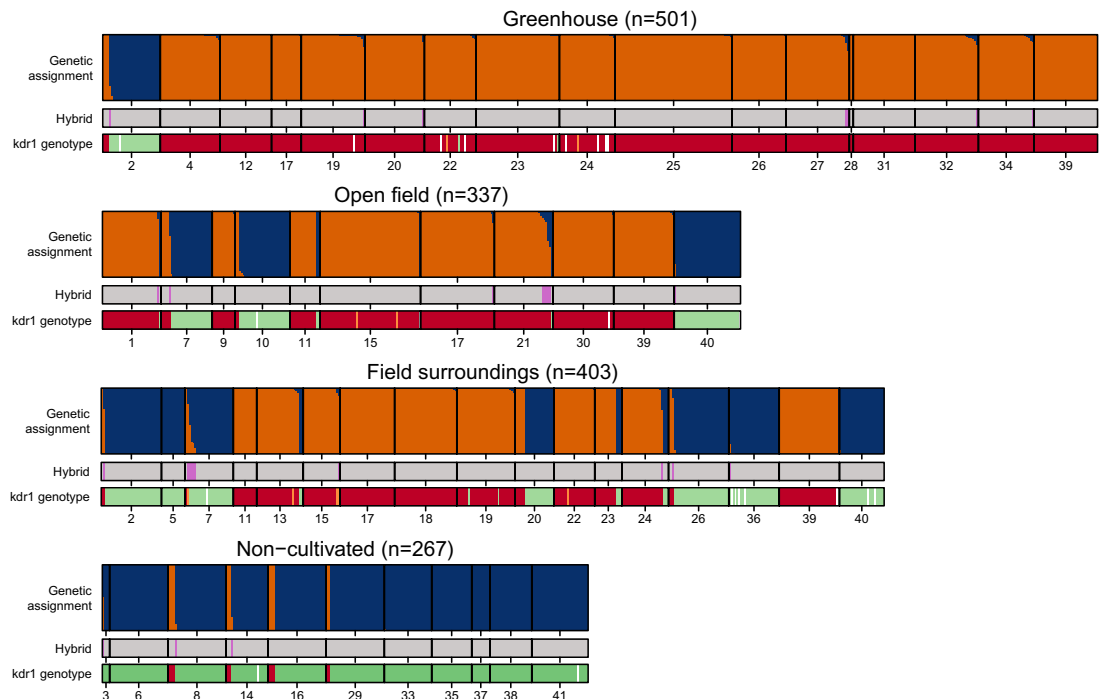 Greenhouse (n=501)
Genetic
assignment
Hybrid
kdr1 genotype
2 4 12 17 19 20 22 23 24 25 26 27 28 31 32 34 39
Open field (n=337)
Genetic
assignment
Hybrid
kdr1 genotype
1 7 9 10 11 15 17 21 30 39 40
Field surroundings (n=403)
Genetic
assignment
Hybrid
kdr1 genotype
2 5 7 11 13 15 17 18 19 20 22 23 24 26 36 39 40
Non−cultivated (n=267)
Genetic
assignment
Hybrid
kdr1 genotype
3 6 8 14 16 29 33 35 37 38 41